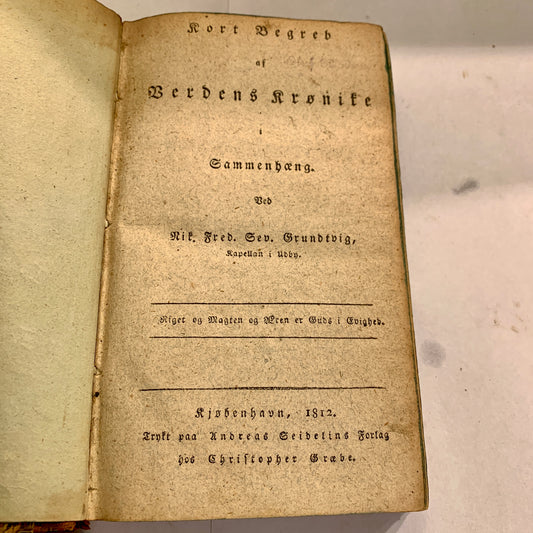 Kort Begreb
af
Verdens Krønike
i
Sammenhæng.
Ved
Nik. Fred. Sev. Grundtvig,
Kapellan i Udby.
Riget og Magten og Æren er Guds i Evighed.
Kjøbenhavn, 1812.
Trykt paa Andreas Seidelins Forlag
hos Christopher Græbe.